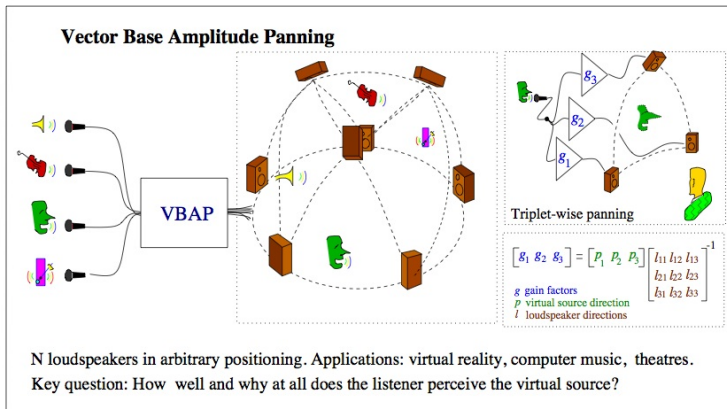 Vector Base Amplitude Panning
VBAP
g3
g2
g1
Triplet-wise panning
[g1 g2 g3] = [p1 p2 p3] [l11 l12 l13
l21 l22 l23
l31 l32 l33]-1
g gain factors
p virtual source direction
l loudspeaker directions
N loudspeakers in arbitrary positioning. Applications: virtual reality, computer music, theatres.
Key question: How well and why at all does the listener perceive the virtual source?